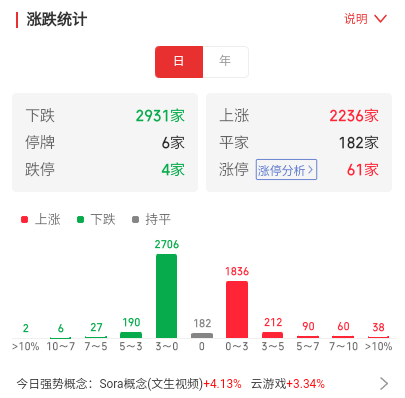 涨跌统计 说明
日 年
下跌 2931家 上涨 2236家
停牌 6家 平家 182家
跌停 4家 涨停 涨停分析 61家
上涨 下跌 持平
2 6 27 190 2706 182 1836 212 90 60 38
>10% 10~7 7~5 5~3 3~0 0 0~3 3~5 5~7 7~10 >10%
今日强势概念：Sora概念(文生视频)+4.13% 云游戏+3.34%